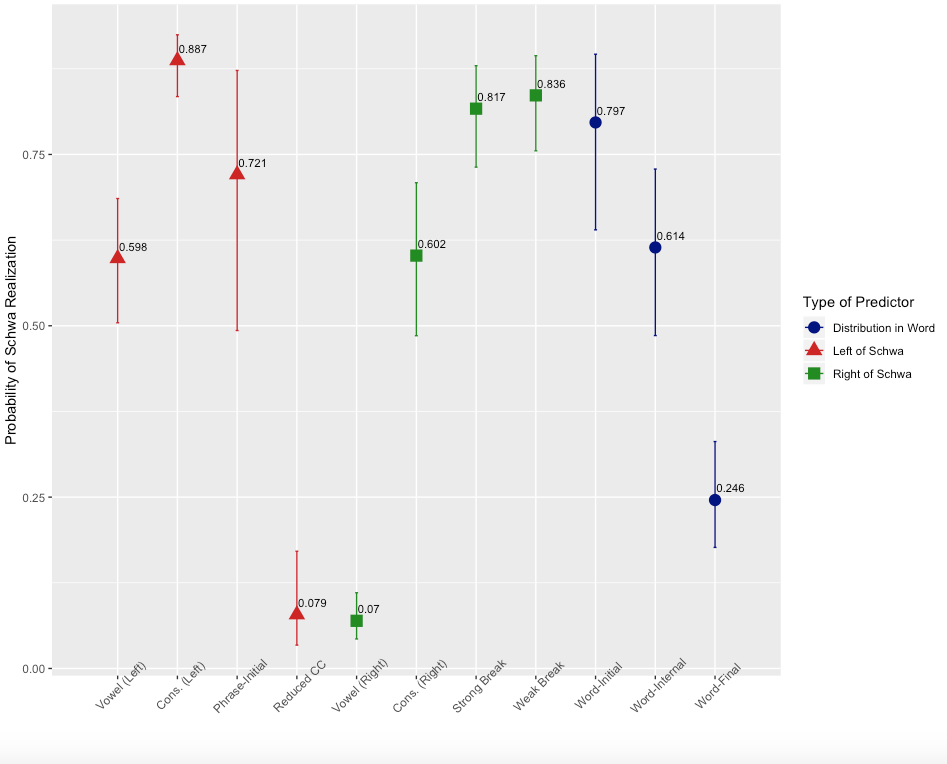 0.887
0.836
0.817
0.797
0.75
0.721
0.614
0.602
0.598
0.50
0.25
0.246
0.079
0.07
0.00
Probability of Schwa Realization
Vowel (Left)
Cons. (Left)
Phrase-Initial
Reduced CC
Vowel (Right)
Cons. (Right)
Strong Break
Weak Break
Word-Initial
Word-Internal
Word-Final
Type of Predictor
Distribution in Word
Left of Schwa
Right of Schwa